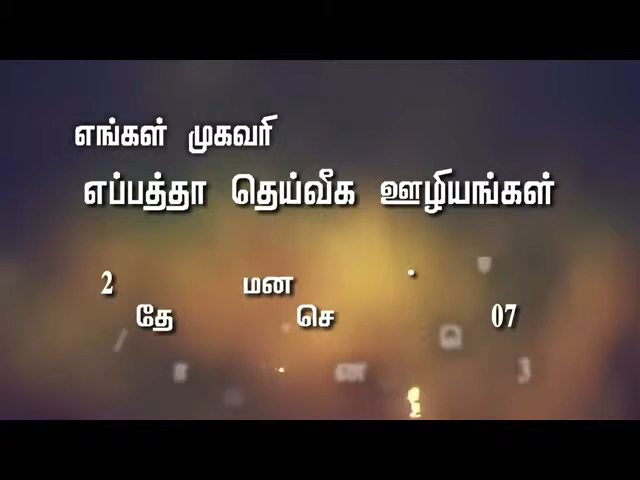 எங்கள் முகவரி
எப்பத்தா தெய்வீக ஊழியங்கள்
2 மன
தே செ 07